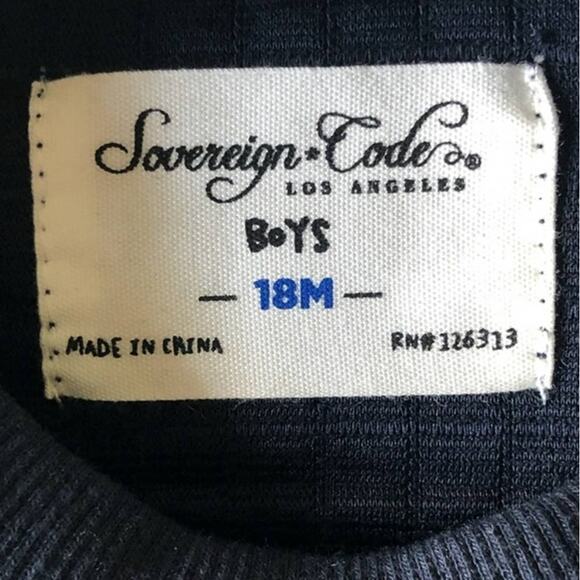 Sovereign * Code ®
LOS ANGELES
BOYS
— 18M —
MADE IN CHINA
RN# 126313